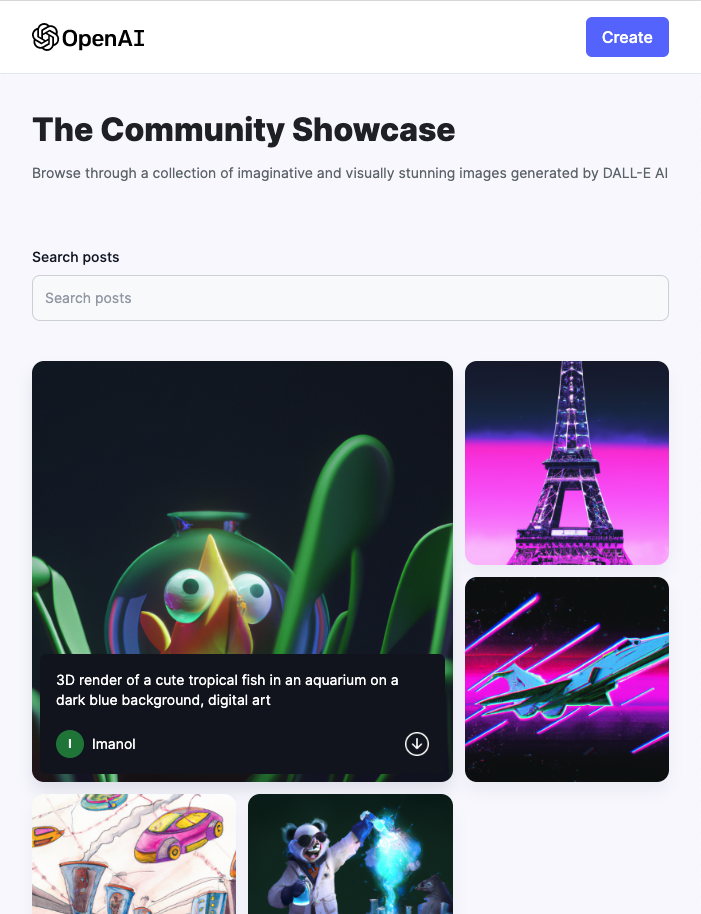 OpenAI
Create
The Community Showcase
Browse through a collection of imaginative and visually stunning images generated by DALL-E AI
Search posts
Search posts
3D render of a cute tropical fish in an aquarium on a
dark blue background, digital art
I
Imanol